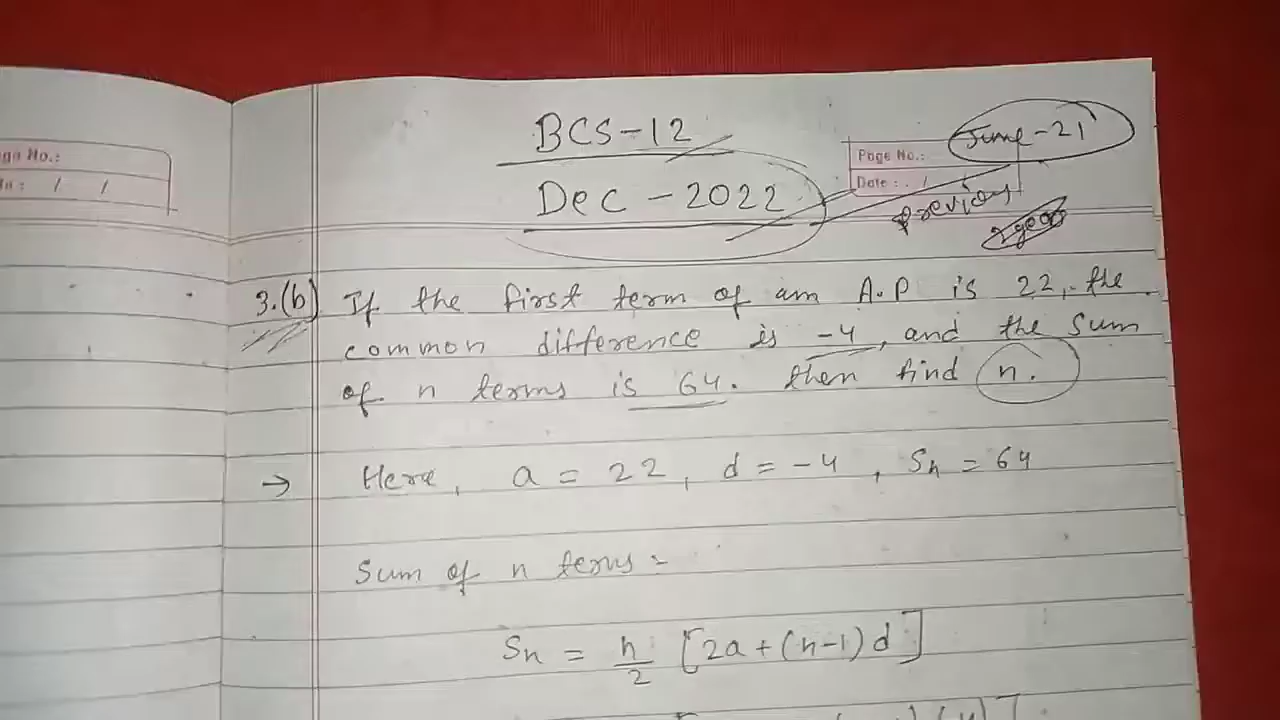 ge No.:
BCS-12
June-21
Page No.:
Date : . / /
Dec - 2022
previous
3.(b) If the first term of an A.P is 22, the
common difference is -4, and the sum
of n terms is 64. then find n.
→ Here, a = 22, d = -4, Sn = 64
Sum of n terms =
Sn = n/2 [2a+(n-1)d]